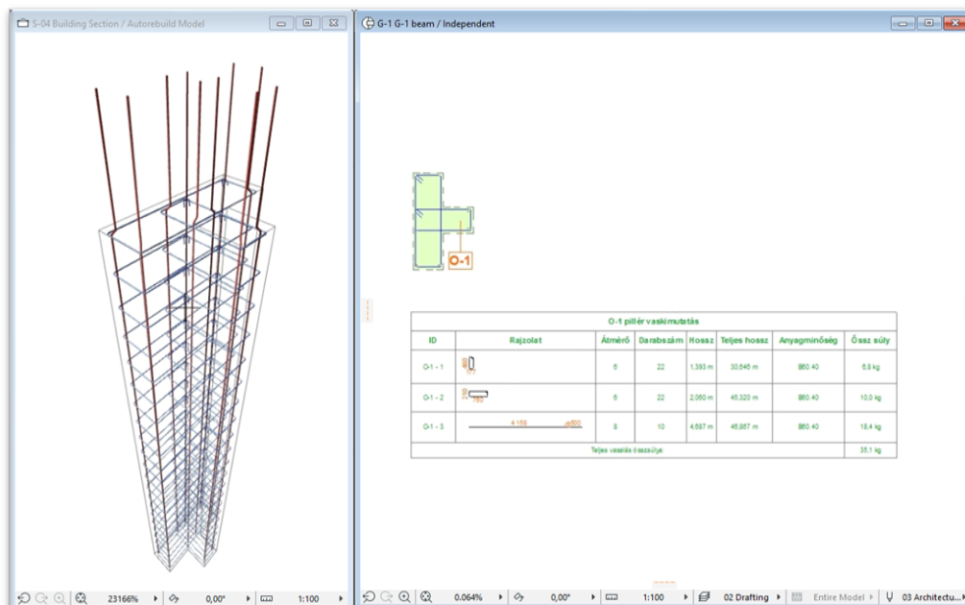 S-04 Building Section / Autorebuild Model
G-1 G-1 beam / Independent
O-1
O-1 pillér vaskimutatás
ID Rajzolat Átmérő Darabszám Hossz Teljes hossz Anyagminőség Össz súly
O-1 - 1 6 22 1,393 m 30,646 m B60.40 6,8 kg
O-1 - 2 6 22 2,060 m 45,320 m B60.40 10,0 kg
O-1 - 3 4 158 8 10 4,687 m 46,867 m B60.40 18,4 kg
Teljes vasalás összsúlya: 35,1 kg
23166% 0,00° 1:100
0.064% 0,00° 1:100 02 Drafting Entire Model 03 Architectu...